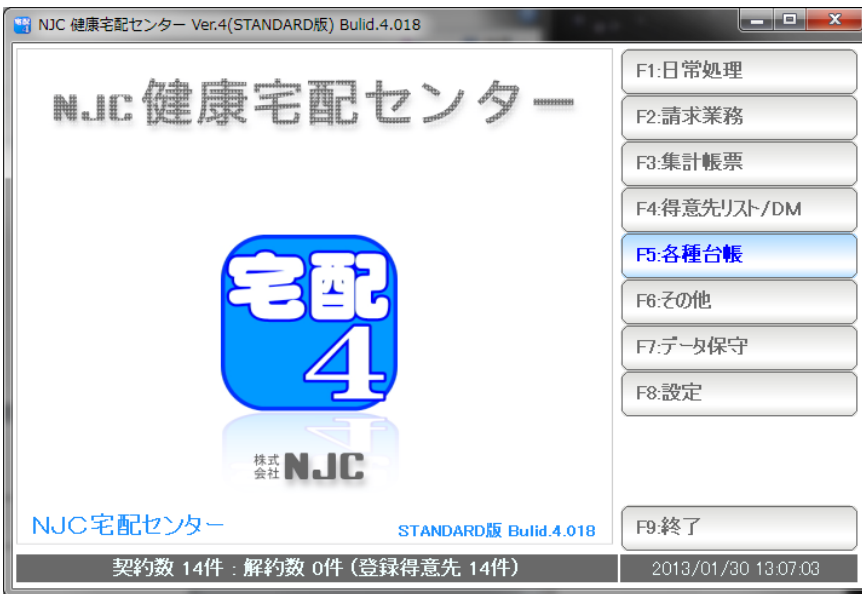 NJC 健康宅配センター Ver.4(STANDARD版) Bulid.4.018
NJC 健康宅配センター
宅配
4
株式会社 NJC
NJC宅配センター
STANDARD版 Bulid.4.018
F1:日常処理
F2:請求業務
F3:集計帳票
F4:得意先リスト/DM
F5:各種台帳
F6:その他
F7:データ保守
F8:設定
F9:終了
契約数 14件 : 解約数 0件 (登録得意先 14件)
2013/01/30 13:07:03